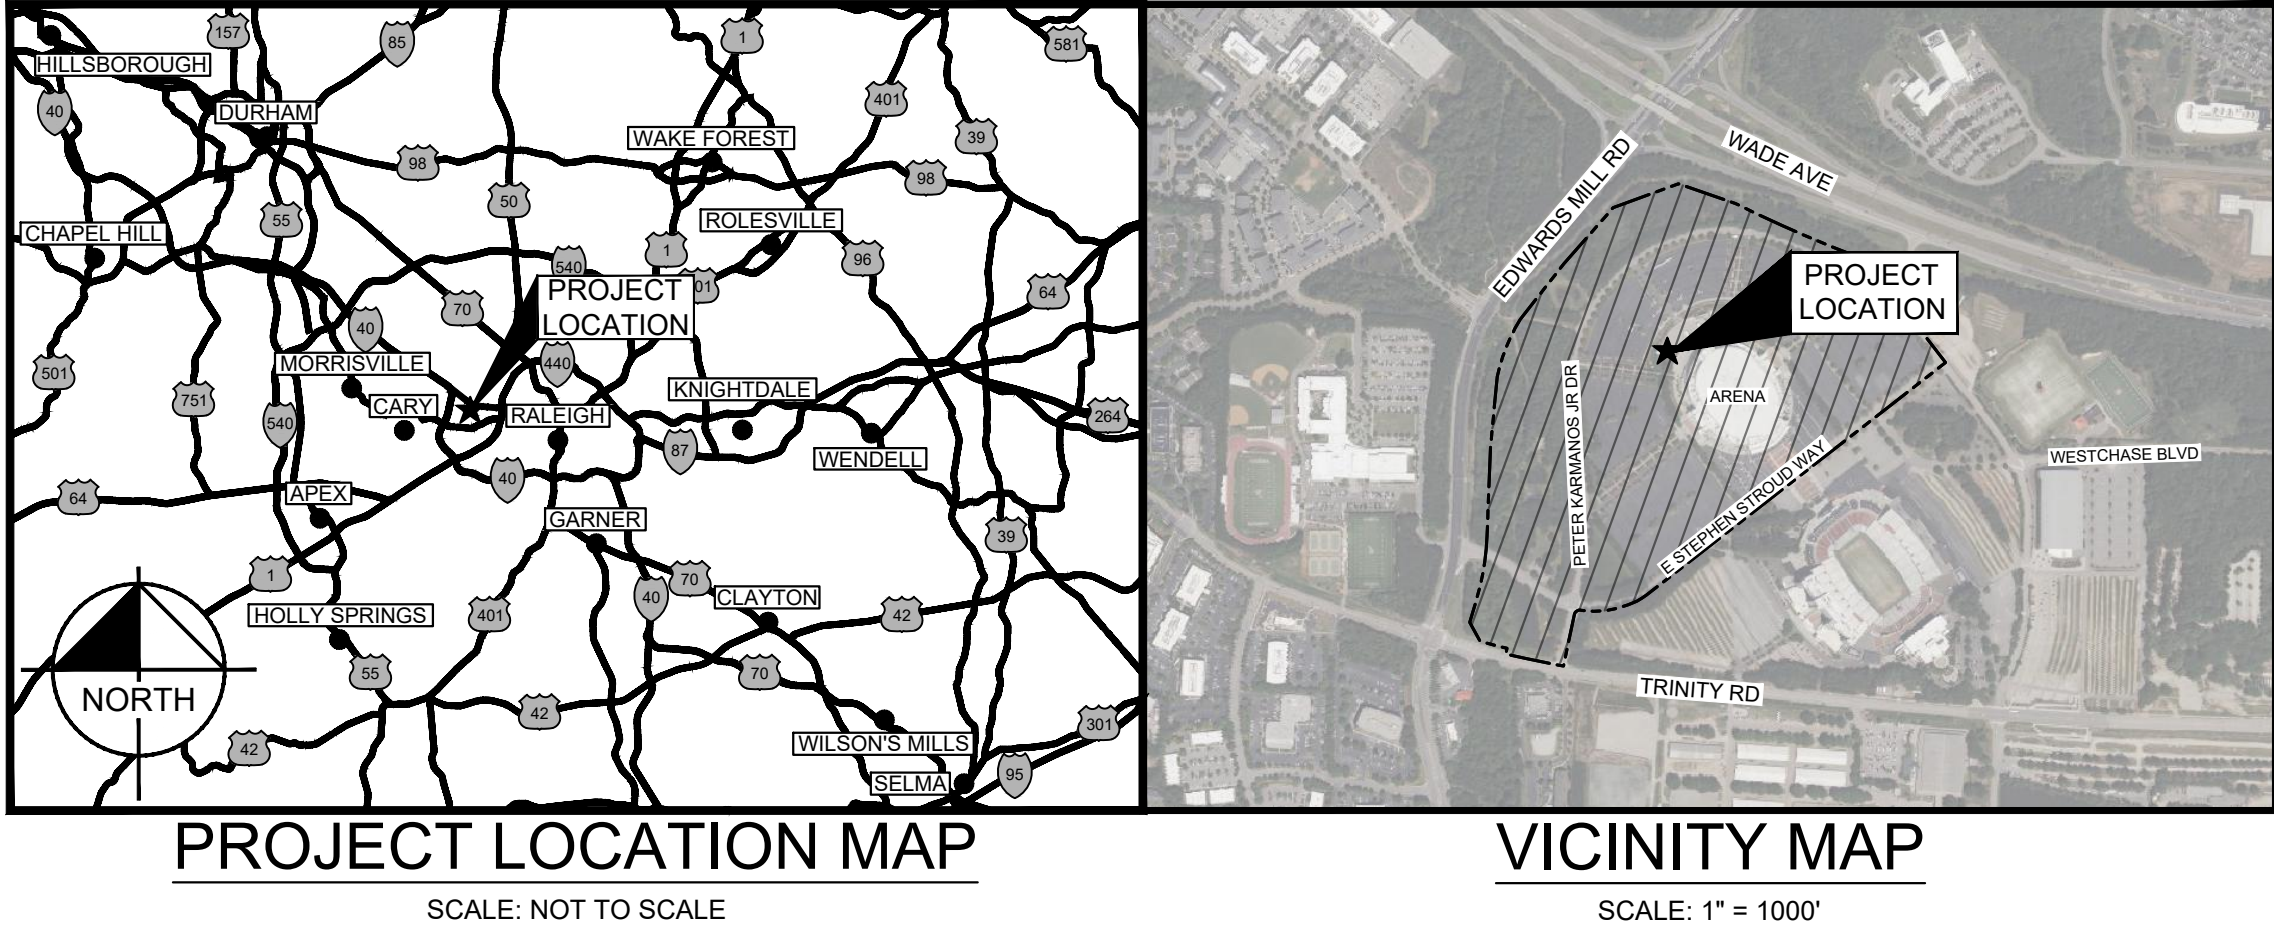 157
85
1
581
HILLSBOROUGH
40
DURHAM
401
WAKE FOREST
39
98
98
50
55
ROLESVILLE
CHAPEL HILL
1
96
540
01
64
PROJECT
LOCATION
70
40
MORRISVILLE
440
501
751
CARY
KNIGHTDALE
RALEIGH
264
540
87
WENDELL
40
64
APEX
GARNER
39
1
70
40
CLAYTON
HOLLY SPRINGS
401
42
55
70
NORTH
42
301
42
WILSON'S MILLS
95
SELMA
PROJECT LOCATION MAP
SCALE: NOT TO SCALE
WADE AVE
EDWARDS MILL RD
PROJECT
LOCATION
PETER KARMANOS JR DR
ARENA
E STEPHEN STROUD WAY
WESTCHASE BLVD
TRINITY RD
VICINITY MAP
SCALE: 1" = 1000'